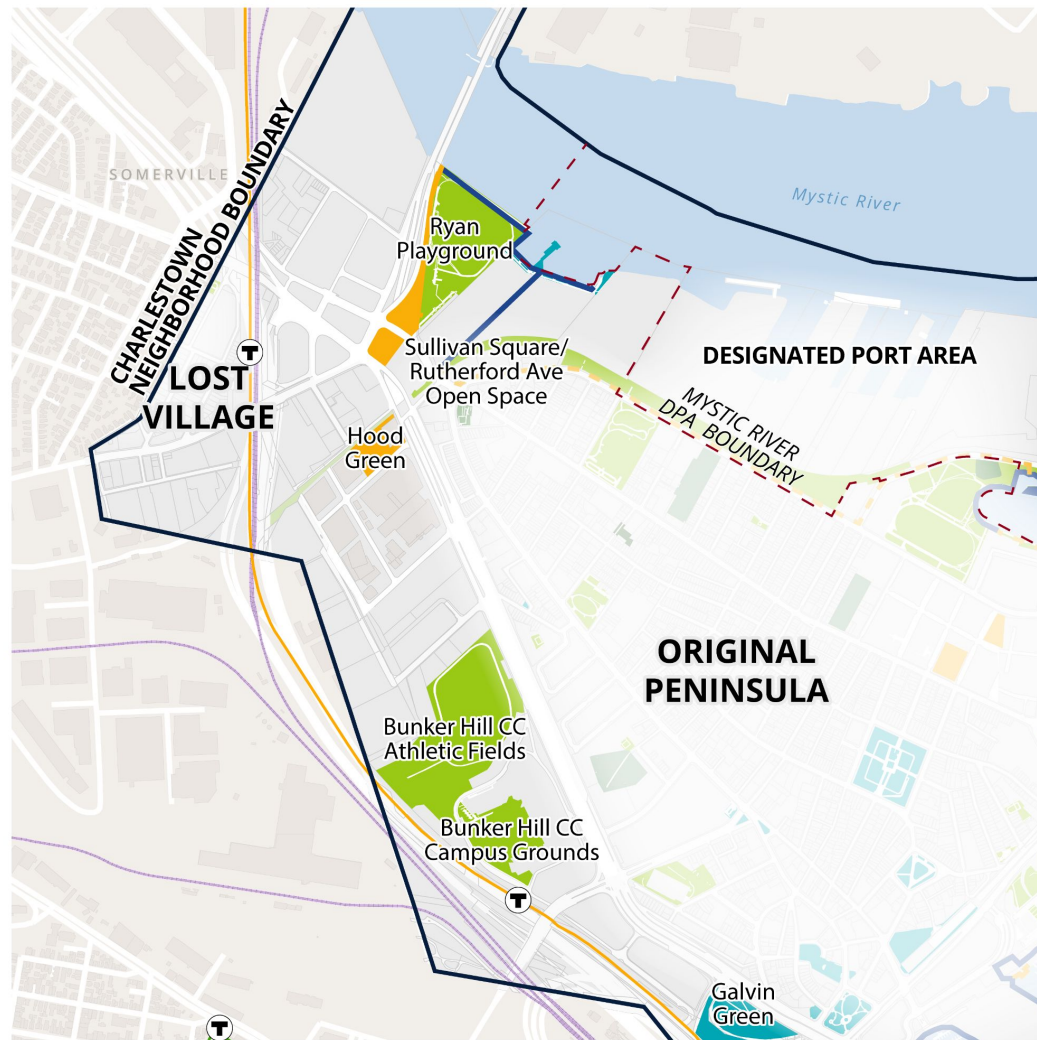 SOMERVILLE
CHARLESTOWN
NEIGHBORHOOD BOUNDARY
Mystic River
Ryan
Playground
T
Sullivan Square/
Rutherford Ave
Open Space
DESIGNATED PORT AREA
LOST
VILLAGE
MYSTIC RIVER
DPA BOUNDARY
Hood
Green
ORIGINAL
PENINSULA
Bunker Hill CC
Athletic Fields
Bunker Hill CC
Campus Grounds
T
Galvin
Green
T